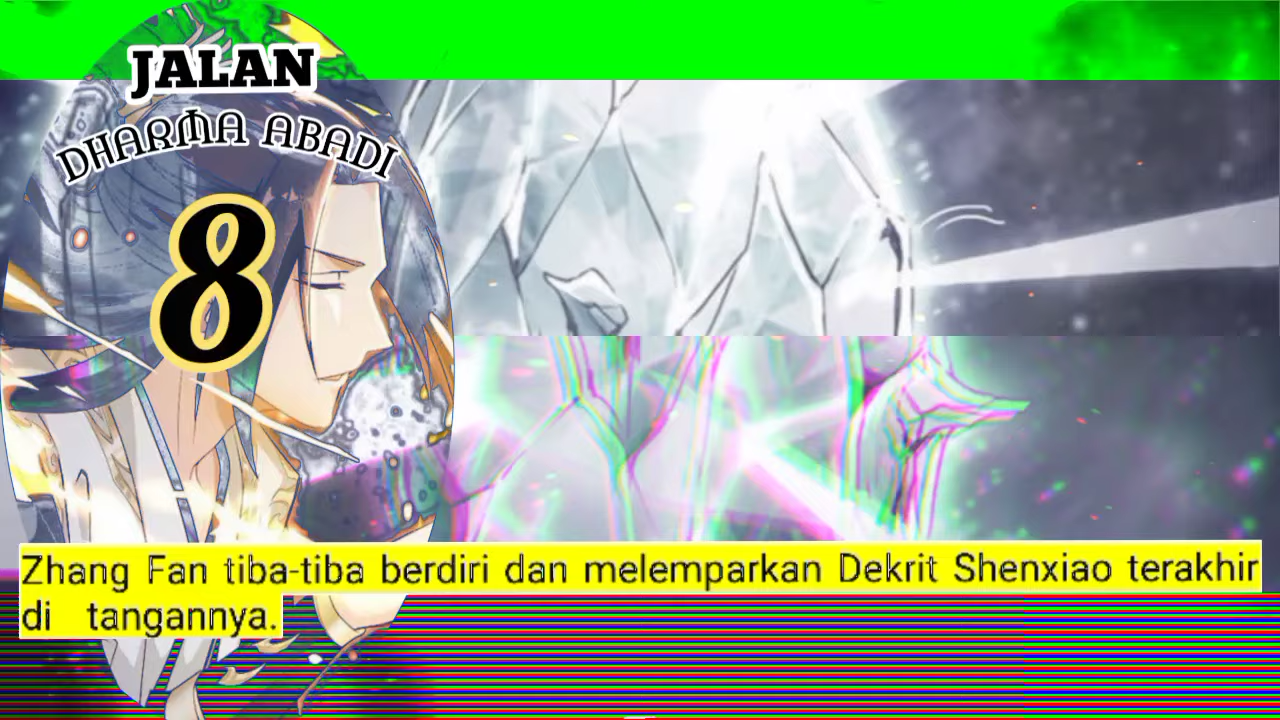 JALAN
DHARMA ABADI
8
Zhang Fan tiba-tiba berdiri dan melemparkan Dekrit Shenxiao terakhir
di tangannya.